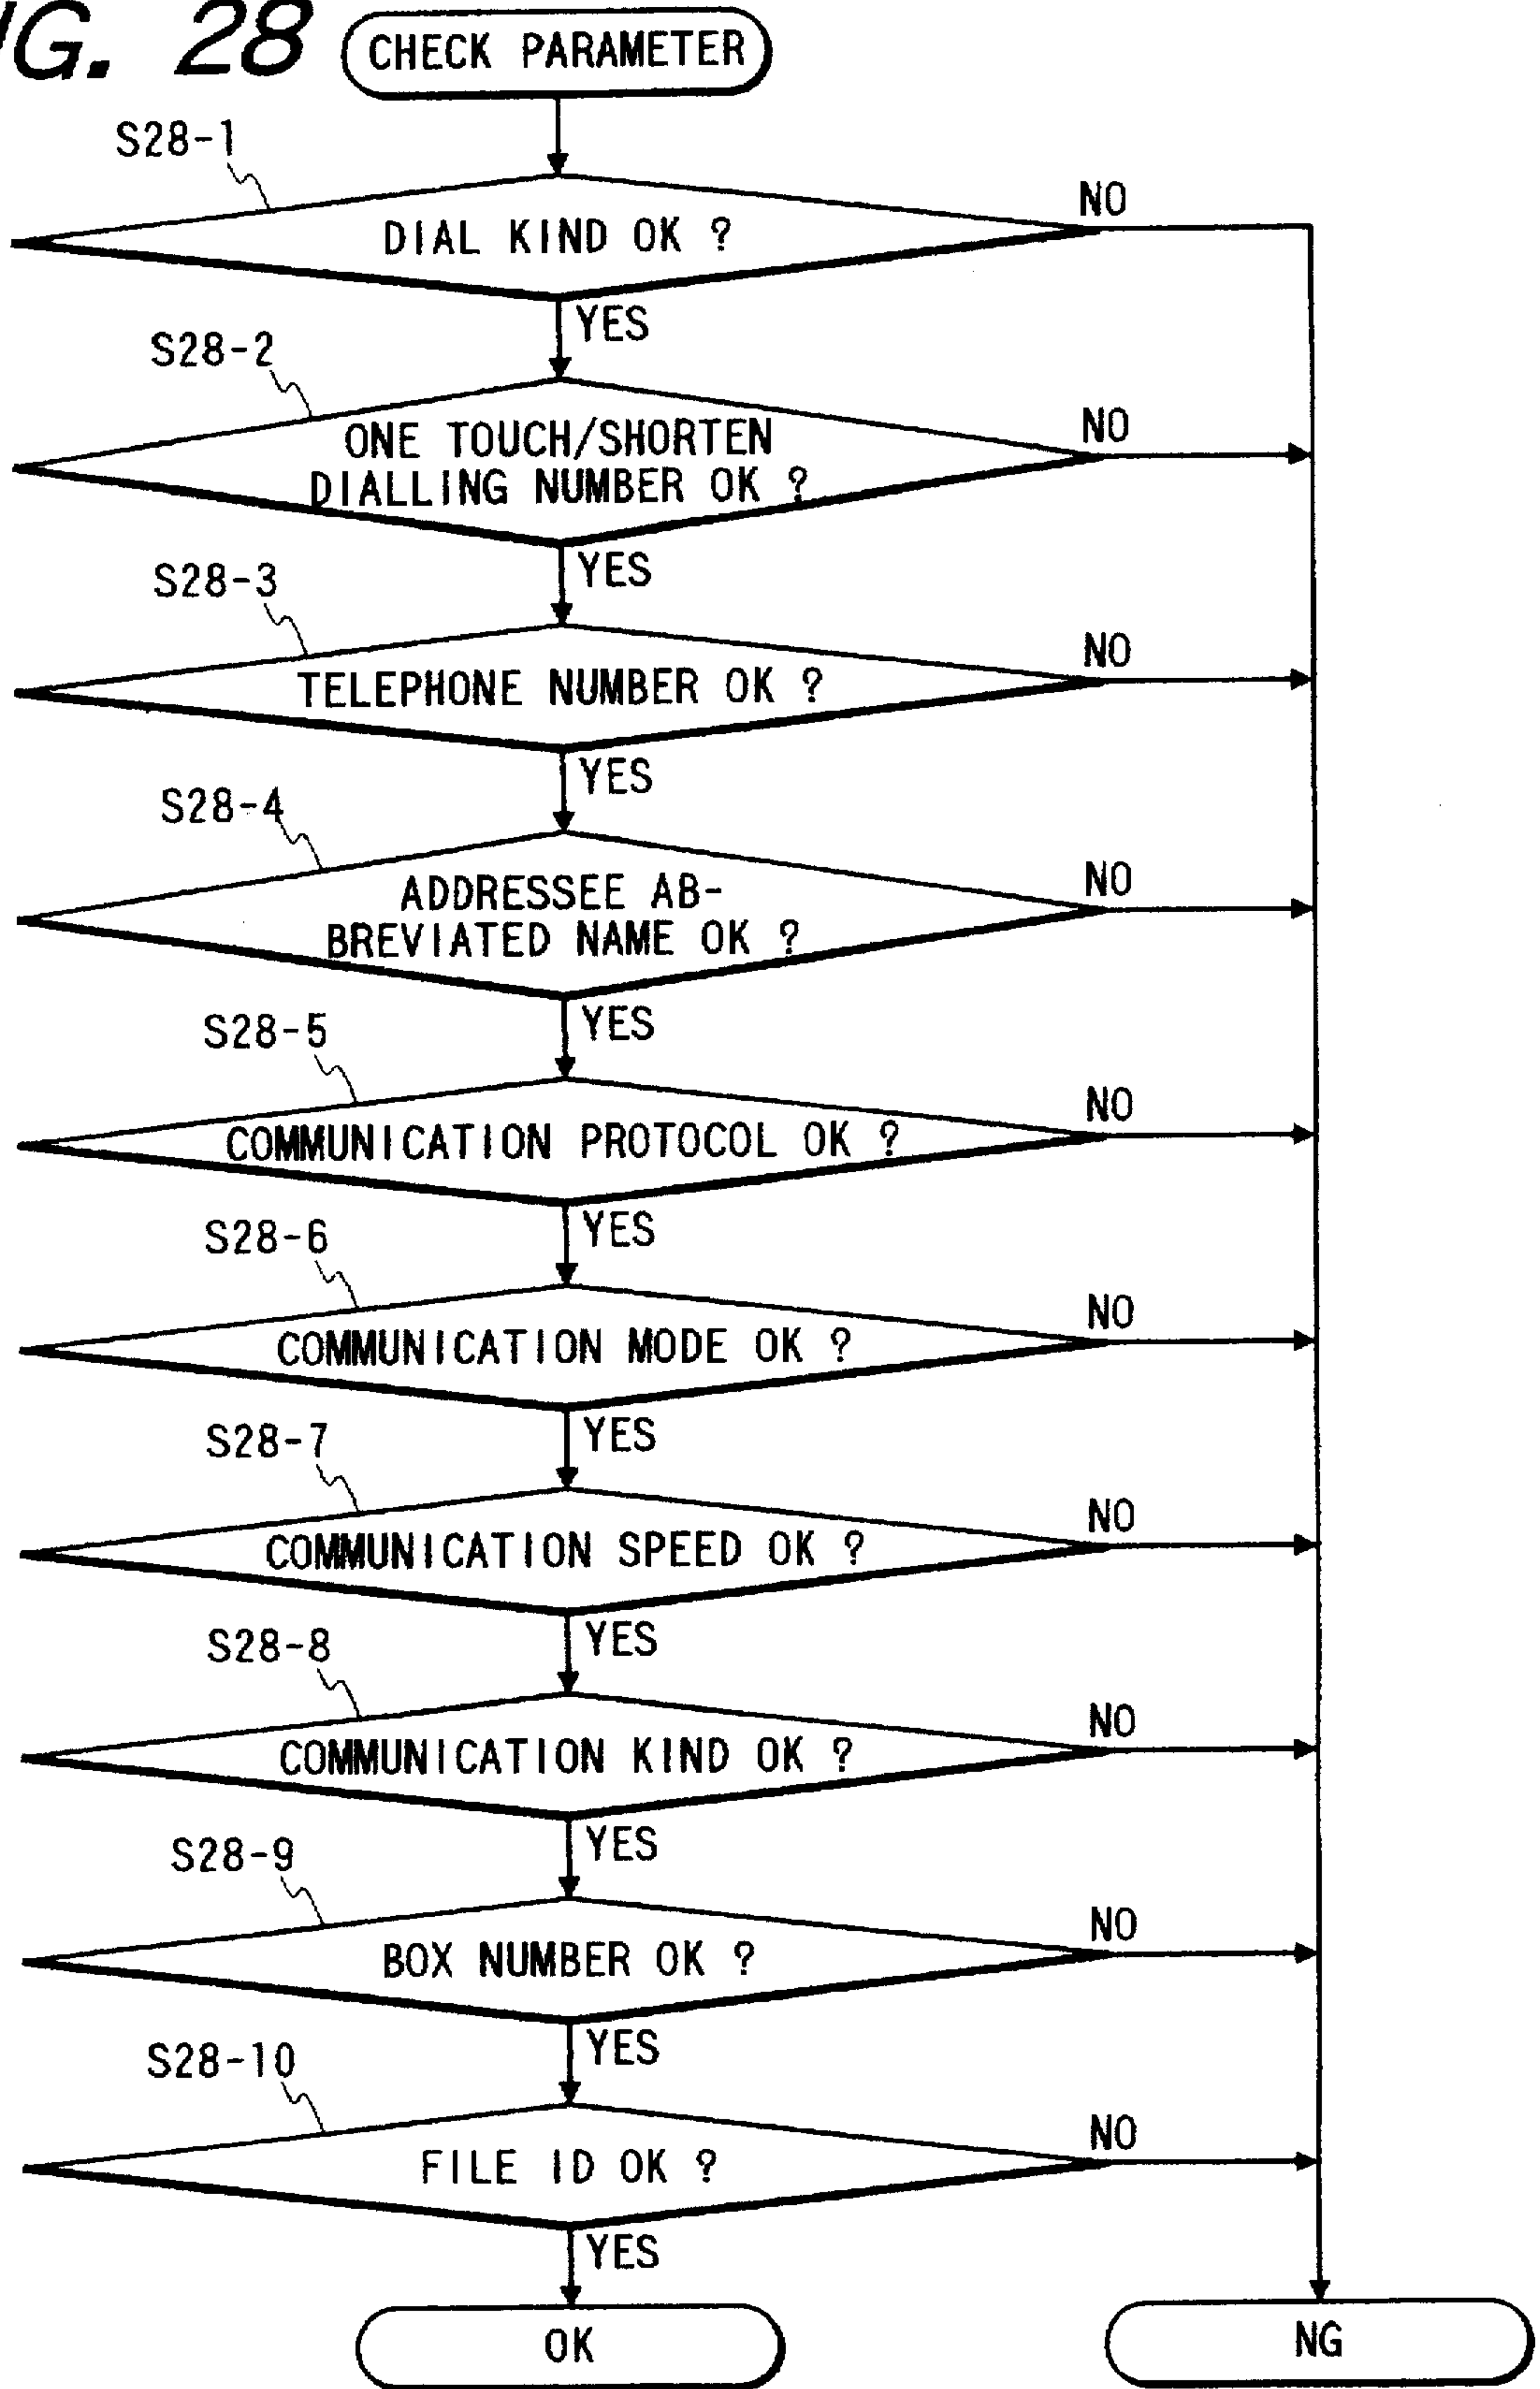 28
CHECK PARAMETER
S28-1
DIAL KIND OK ?
NO
YES
S28-2
ONE TOUCH/SHORTEN
DIALLING NUMBER OK ?
NO
YES
S28-3
TELEPHONE NUMBER OK ?
NO
YES
S28-4
ADDRESSEE AB-
BREVIATED NAME OK ?
NO
YES
S28-5
COMMUNICATION PROTOCOL OK ?
NO
YES
S28-6
COMMUNICATION MODE OK ?
NO
YES
S28-7
COMMUNICATION SPEED OK ?
NO
YES
S28-8
COMMUNICATION KIND OK ?
NO
YES
S28-9
BOX NUMBER OK ?
NO
YES
S28-10
FILE ID OK ?
NO
YES
OK
NG